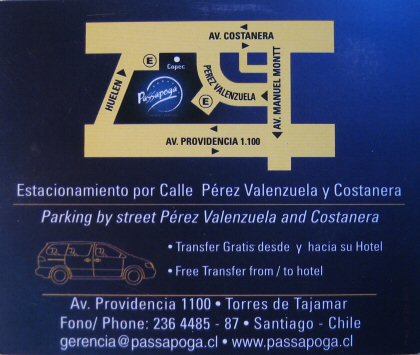 AV. COSTANERA
E
Copec
Passapoga
HUELEN
PEREZ VALENZUELA
E
AV. MANUEL MONTT
AV. PROVIDENCIA 1.100
Estacionamiento por Calle Pérez Valenzuela y Costanera
Parking by street Pérez Valenzuela and Costanera
• Transfer Gratis desde y hacia su Hotel
• Free Transfer from / to hotel
Av. Providencia 1100 • Torres de Tajamar
Fono/ Phone: 236 4485 - 87 • Santiago - Chile
gerencia@passapoga.cl • www.passapoga.cl